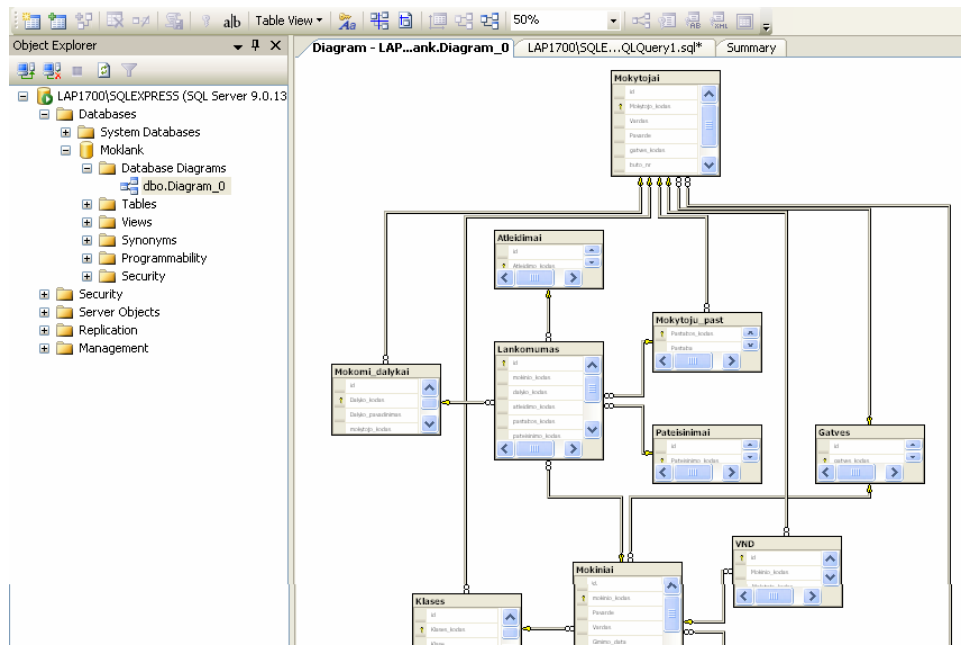 ab Table View 50%
Object Explorer
Diagram - LAP...ank.Diagram_0 LAP1700\SQLE...QLQuery1.sql* Summary
LAP1700\SQLEXPRESS (SQL Server 9.0.13
Databases
System Databases
Moklank
Database Diagrams
dbo.Diagram_0
Tables
Views
Synonyms
Programmability
Security
Security
Server Objects
Replication
Management
Mokytojai
id
Mokytojo_kodas
Vardas
Pavarde
gatves_kodas
buto_nr
Atleidimai
id
Atleidimo_kodas
Mokytoju_past
Pastabos_kodas
Pastaba
Lankomumas
id
mokinio_kodas
dalyko_kodas
atleidimo_kodas
pastabos_kodas
pateisinimo_kodas
Mokomi_dalykai
id
Dalyko_kodas
Dalyko_pavadinimas
mokytojo_kodas
Pateisinimai
id
Pateisinimo_kodas
Gatves
id
gatves_kodas
VND
id
Mokinio_kodas
Mokiniai
id
mokinio_kodas
Pavarde
Vardas
Gimimo_data
Klases
id
Klases_kodas
Klase